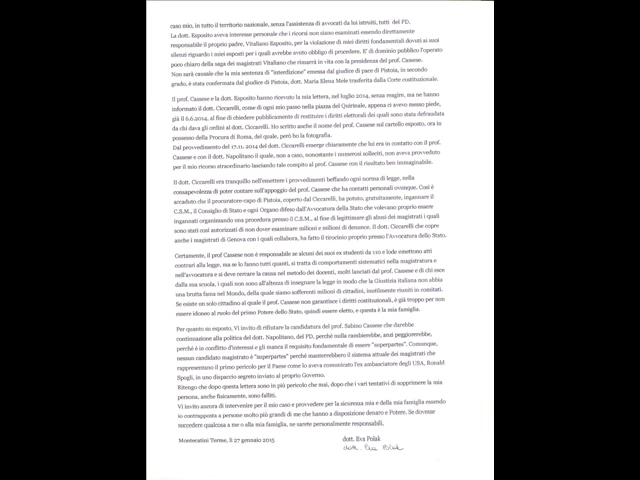 caso mio, in tutto il territorio nazionale, senza l'assistenza di avvocati da lui istruiti, tutti del PD.
La dott. Esposito aveva interesse personale che i ricorsi non siano esaminati essendo direttamente
responsabile il proprio padre, Vitaliano Esposito, per la violazione di miei diritti fondamentali dovuti ai suoi
silenzi riguardo i miei esposti per i quali avrebbe avuto obbligo di procedere. E' di dominio pubblico l'operato
poco chiaro della saga dei magistrati Vitaliano che rimarrà in vita con la presidenza del prof. Cassese.
Non sarà causale che la mia sentenza di "interdizione" emessa dal giudice di pace di Pistoia, in secondo
grado, è stata confermata dal giudice di Pistoia, dott. Maria Elena Mele trasferita dalla Corte costituzionale.
Il prof. Cassese e la dott. Esposito hanno ricevuto la mia lettera, nel luglio 2014, senza reagire, ma ne hanno
informato il dott. Ciccarelli, come di ogni mio passo nella piazza del Quirinale, appena ci avevo messo piede,
già il 6.6.2014, al fine di chiedere pubblicamente di restituire i diritti elettorali dei quali sono stata defraudata
da chi dava gli ordini al dott. Ciccarelli. Ho scritto anche il nome del prof. Cassese sul cartello esposto, ora in
possesso della Procura di Roma, del quale, però ho la fotografia.
Dal provvedimento del 17.11. 2014 del dott. Ciccarelli emerge chiaramente che lui era in contatto con il prof.
Cassese e con il dott. Napolitano il quale, non a caso, nonostante i numerosi solleciti, non aveva provveduto
per il mio ricorso straordinario lasciando tale compito al prof. Cassese con il risultato ben immaginabile.
Il dott. Ciccarelli era tranquillo nell'emettere i provvedimenti beffando ogni norma di legge, nella
consapevolezza di poter contare sull'appoggio del prof. Cassese che ha contatti personali ovunque. Così è
accaduto che il procuratore-capo di Pistoia, coperto dal Ciccarelli, ha potuto, gratuitamente, ingannare il
C.S.M., il Consiglio di Stato e ogni Organo difeso dall'Avvocatura della Stato che volevano proprio essere
ingannati organizzando una procedura presso il C.S.M., al fine di legittimare gli abusi dei magistrati i quali
sono stati così autorizzati di non dover esaminare milioni e milioni di denunce. Il dott. Ciccarelli che copre
anche i magistrati di Genova con i quali collabora, ha fatto il tirocinio proprio presso l'Avvocatura dello Stato.
Certamente, il prof Cassese non è responsabile se alcuni dei suoi ex studenti da 110 e lode emettono atti
contrari alla legge, ma se lo fanno tutti quanti, si tratta di comportamenti sistematici nella magistratura e
nell'avvocatura e si deve cercare la causa nel metodo dei docenti, molti lanciati dal prof. Cassese e di chi esce
dalla sua scuola, i quali non sono all'altezza di insegnare la legge in modo che la Giustizia italiana non abbia
una brutta fama nel Mondo, della quale siamo sofferenti milioni di cittadini, inutilmente riuniti in comitati.
Se esiste un solo cittadino al quale il prof. Cassese non garantisce i diritti costituzionali, è già troppo per non
essere idoneo al ruolo del primo Potere dello Stato, quindi essere eletto, e questa è la mia famiglia.
Per quanto su esposto, Vi invito di rifiutare la candidatura del prof. Sabino Cassese che darebbe
continuazione alla politica del dott. Napolitano, del PD, perché nulla cambierebbe, anzi peggiorerebbe,
perché è in conflitto d'interessi e gli manca il requisito fondamentale di essere "superpartes". Comunque,
nessun candidato magistrato è "superpartes" perché manterrebbero il sistema attuale dei magistrati che
rappresentano il primo pericolo per il Paese come lo aveva comunicato l'ex ambasciatore degli USA, Ronald
Spogli, in uno dispaccio segreto inviato al proprio Governo.
Ritengo che dopo questa lettera sono in più pericolo che mai, dopo che i vari tentativi di sopprimere la mia
persona, anche fisicamente, sono falliti.
Vi invito ancora di intervenire per il mio caso e provvedere per la sicurezza mia e della mia famiglia essendo
io contrapposta a persone molto più grandi di me che hanno a disposizione denaro e Potere. Se dovesse
succedere qualcosa a me o alla mia famiglia, ne sarete personalmente responsabili.
Montecatini Terme, lì 27 gennaio 2015 dott. Eva Polak
dott. Eva Polak